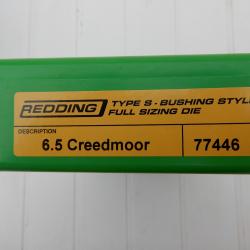 REDDING
TYPE S - BUSHING STYLE
FULL SIZING DIE
DESCRIPTION
6.5 Creedmoor
77446